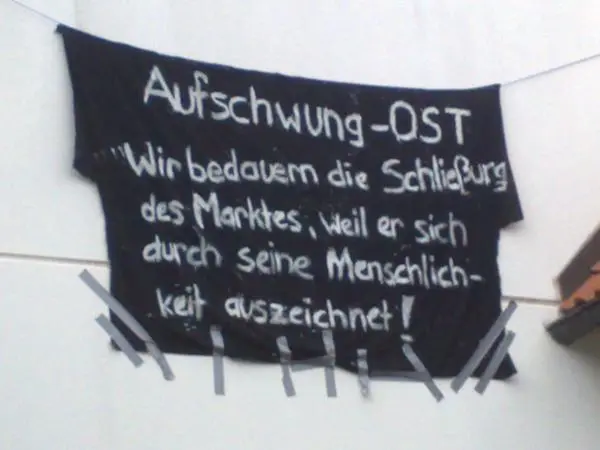 Aufschwung-OST
"Wir bedauern die Schließung
des Marktes, weil er sich
durch seine Menschlich-
keit auszeichnet!